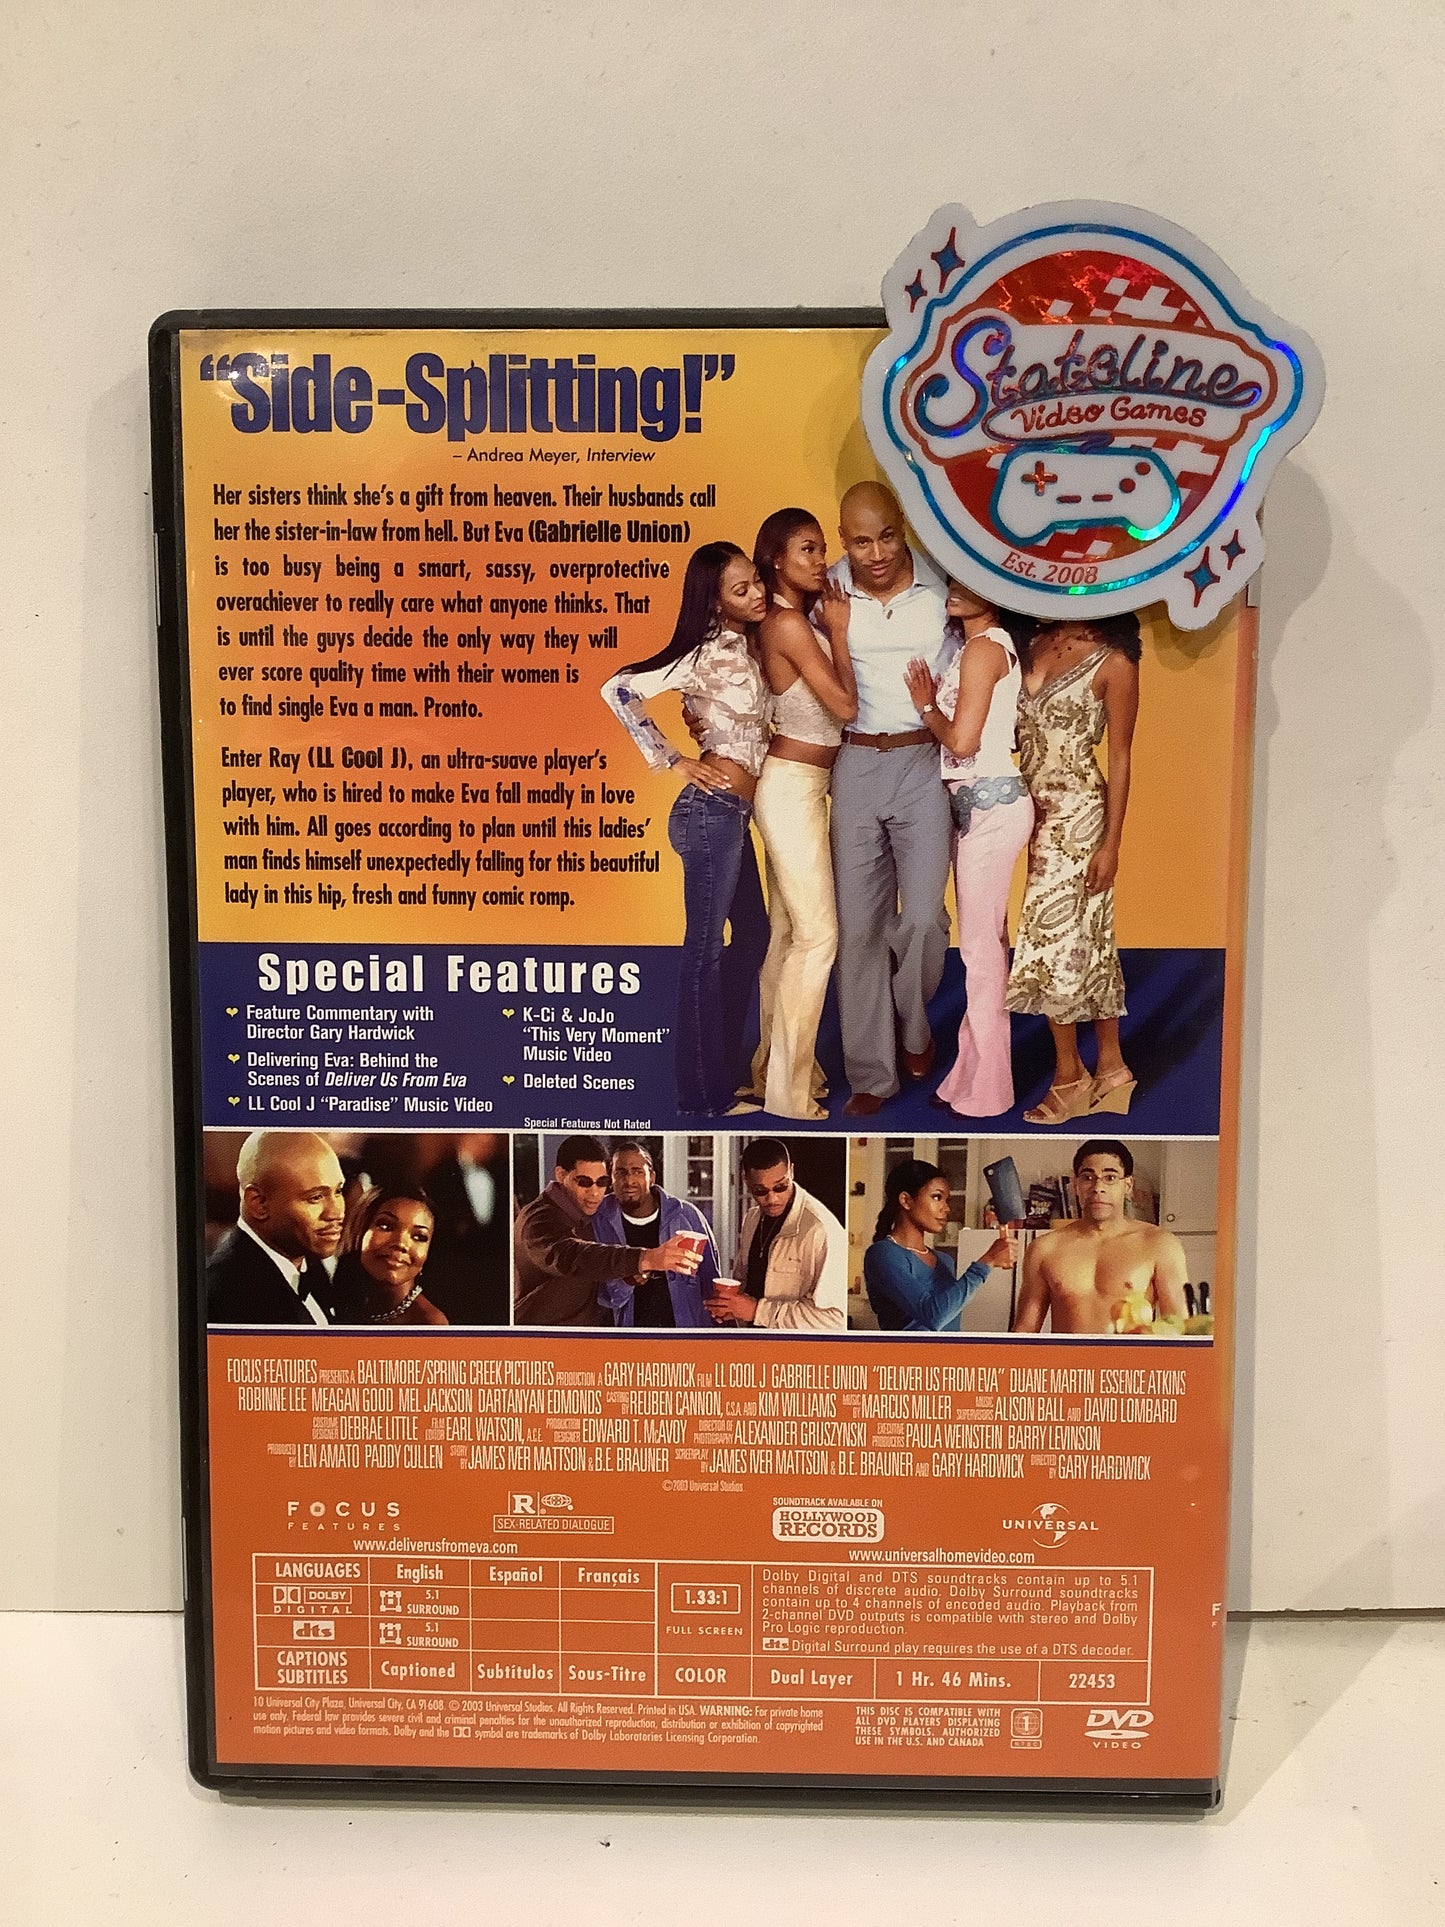 "Side-Splitting!"
– Andrea Meyer, Interview
Her sisters think she's a gift from heaven. Their husbands call
her the sister-in-law from hell. But Eva (Gabrielle Union)
is too busy being a smart, sassy, overprotective
overachiever to really care what anyone thinks. That
is until the guys decide the only way they will
ever score quality time with their women is
to find single Eva a man. Pronto.
Enter Ray (LL Cool J), an ultra-suave player's
player, who is hired to make Eva fall madly in love
with him. All goes according to plan until this ladies'
man finds himself unexpectedly falling for this beautiful
lady in this hip, fresh and funny comic romp.
Stateline
Video Games
Est. 2008
Special Features
Feature Commentary with
Director Gary Hardwick
Delivering Eva: Behind the
Scenes of Deliver Us From Eva
LL Cool J "Paradise" Music Video
K-Ci & JoJo
"This Very Moment"
Music Video
Deleted Scenes
Special Features Not Rated
FOCUS FEATURES PRESENTS A BALTIMORE/SPRING CREEK PICTURES PRODUCTION A GARY HARDWICK FILM LL COOL J GABRIELLE UNION "DELIVER US FROM EVA" DUANE MARTIN ESSENCE ATKINS
ROBINNE LEE MEAGAN GOOD MEL JACKSON DARTANYAN EDMONDS CASTING BY REUBEN CANNON, C.S.A. AND KIM WILLIAMS MUSIC BY MARCUS MILLER MUSIC SUPERVISORS ALISON BALL AND DAVID LOMBARD
COSTUME DESIGNER DEBRAE LITTLE FILM EDITOR EARL WATSON, A.C.E. PRODUCTION DESIGNER EDWARD T. McAVOY DIRECTOR OF PHOTOGRAPHY ALEXANDER GRUSZYNSKI EXECUTIVE PRODUCERS PAULA WEINSTEIN BARRY LEVINSON
PRODUCED BY LEN AMATO PADDY CULLEN STORY BY JAMES IVER MATTSON & B.E. BRAUNER SCREENPLAY BY JAMES IVER MATTSON & B.E. BRAUNER AND GARY HARDWICK DIRECTED BY GARY HARDWICK
©2003 Universal Studios.
FOCUS
FEATURES
www.deliverusfromeva.com
R
SEX-RELATED DIALOGUE
SOUNDTRACK AVAILABLE ON
HOLLYWOOD
RECORDS
UNIVERSAL
www.universalhomevideo.com
LANGUAGES English Español Français
DOLBY
DIGITAL
5.1
SURROUND
dts
5.1
SURROUND
CAPTIONS
SUBTITLES
Captioned Subtítulos Sous-Titre
1.33:1
FULL SCREEN
COLOR
Dolby Digital and DTS soundtracks contain up to 5.1
channels of discrete audio. Dolby Surround soundtracks
contain up to 4 channels of encoded audio. Playback from
2-channel DVD outputs is compatible with stereo and Dolby
Pro Logic reproduction.
dts Digital Surround play requires the use of a DTS decoder.
Dual Layer 1 Hr. 46 Mins. 22453
10 Universal City Plaza, Universal City, CA 91608. © 2003 Universal Studios. All Rights Reserved. Printed in USA. WARNING: For private home
use only. Federal law provides severe civil and criminal penalties for the unauthorized reproduction, distribution or exhibition of copyrighted
motion pictures and video formats. Dolby and the symbol are trademarks of Dolby Laboratories Licensing Corporation.
THIS DISC IS COMPATIBLE WITH
ALL DVD PLAYERS DISPLAYING
THESE SYMBOLS. AUTHORIZED
USE IN THE U.S. AND CANADA
1
NTSC
DVD
VIDEO